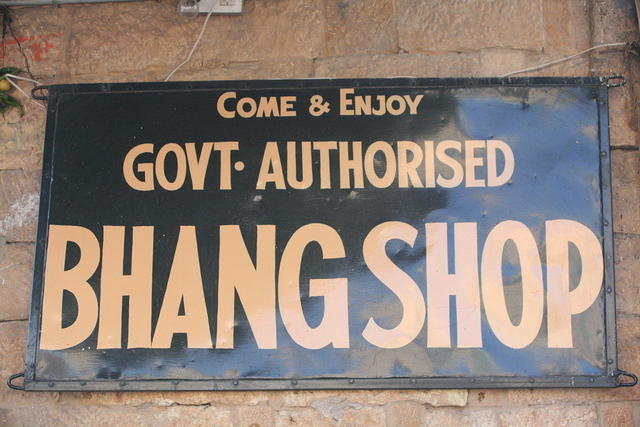 COME & ENJOY
GOVT· AUTHORISED
BHANG SHOP